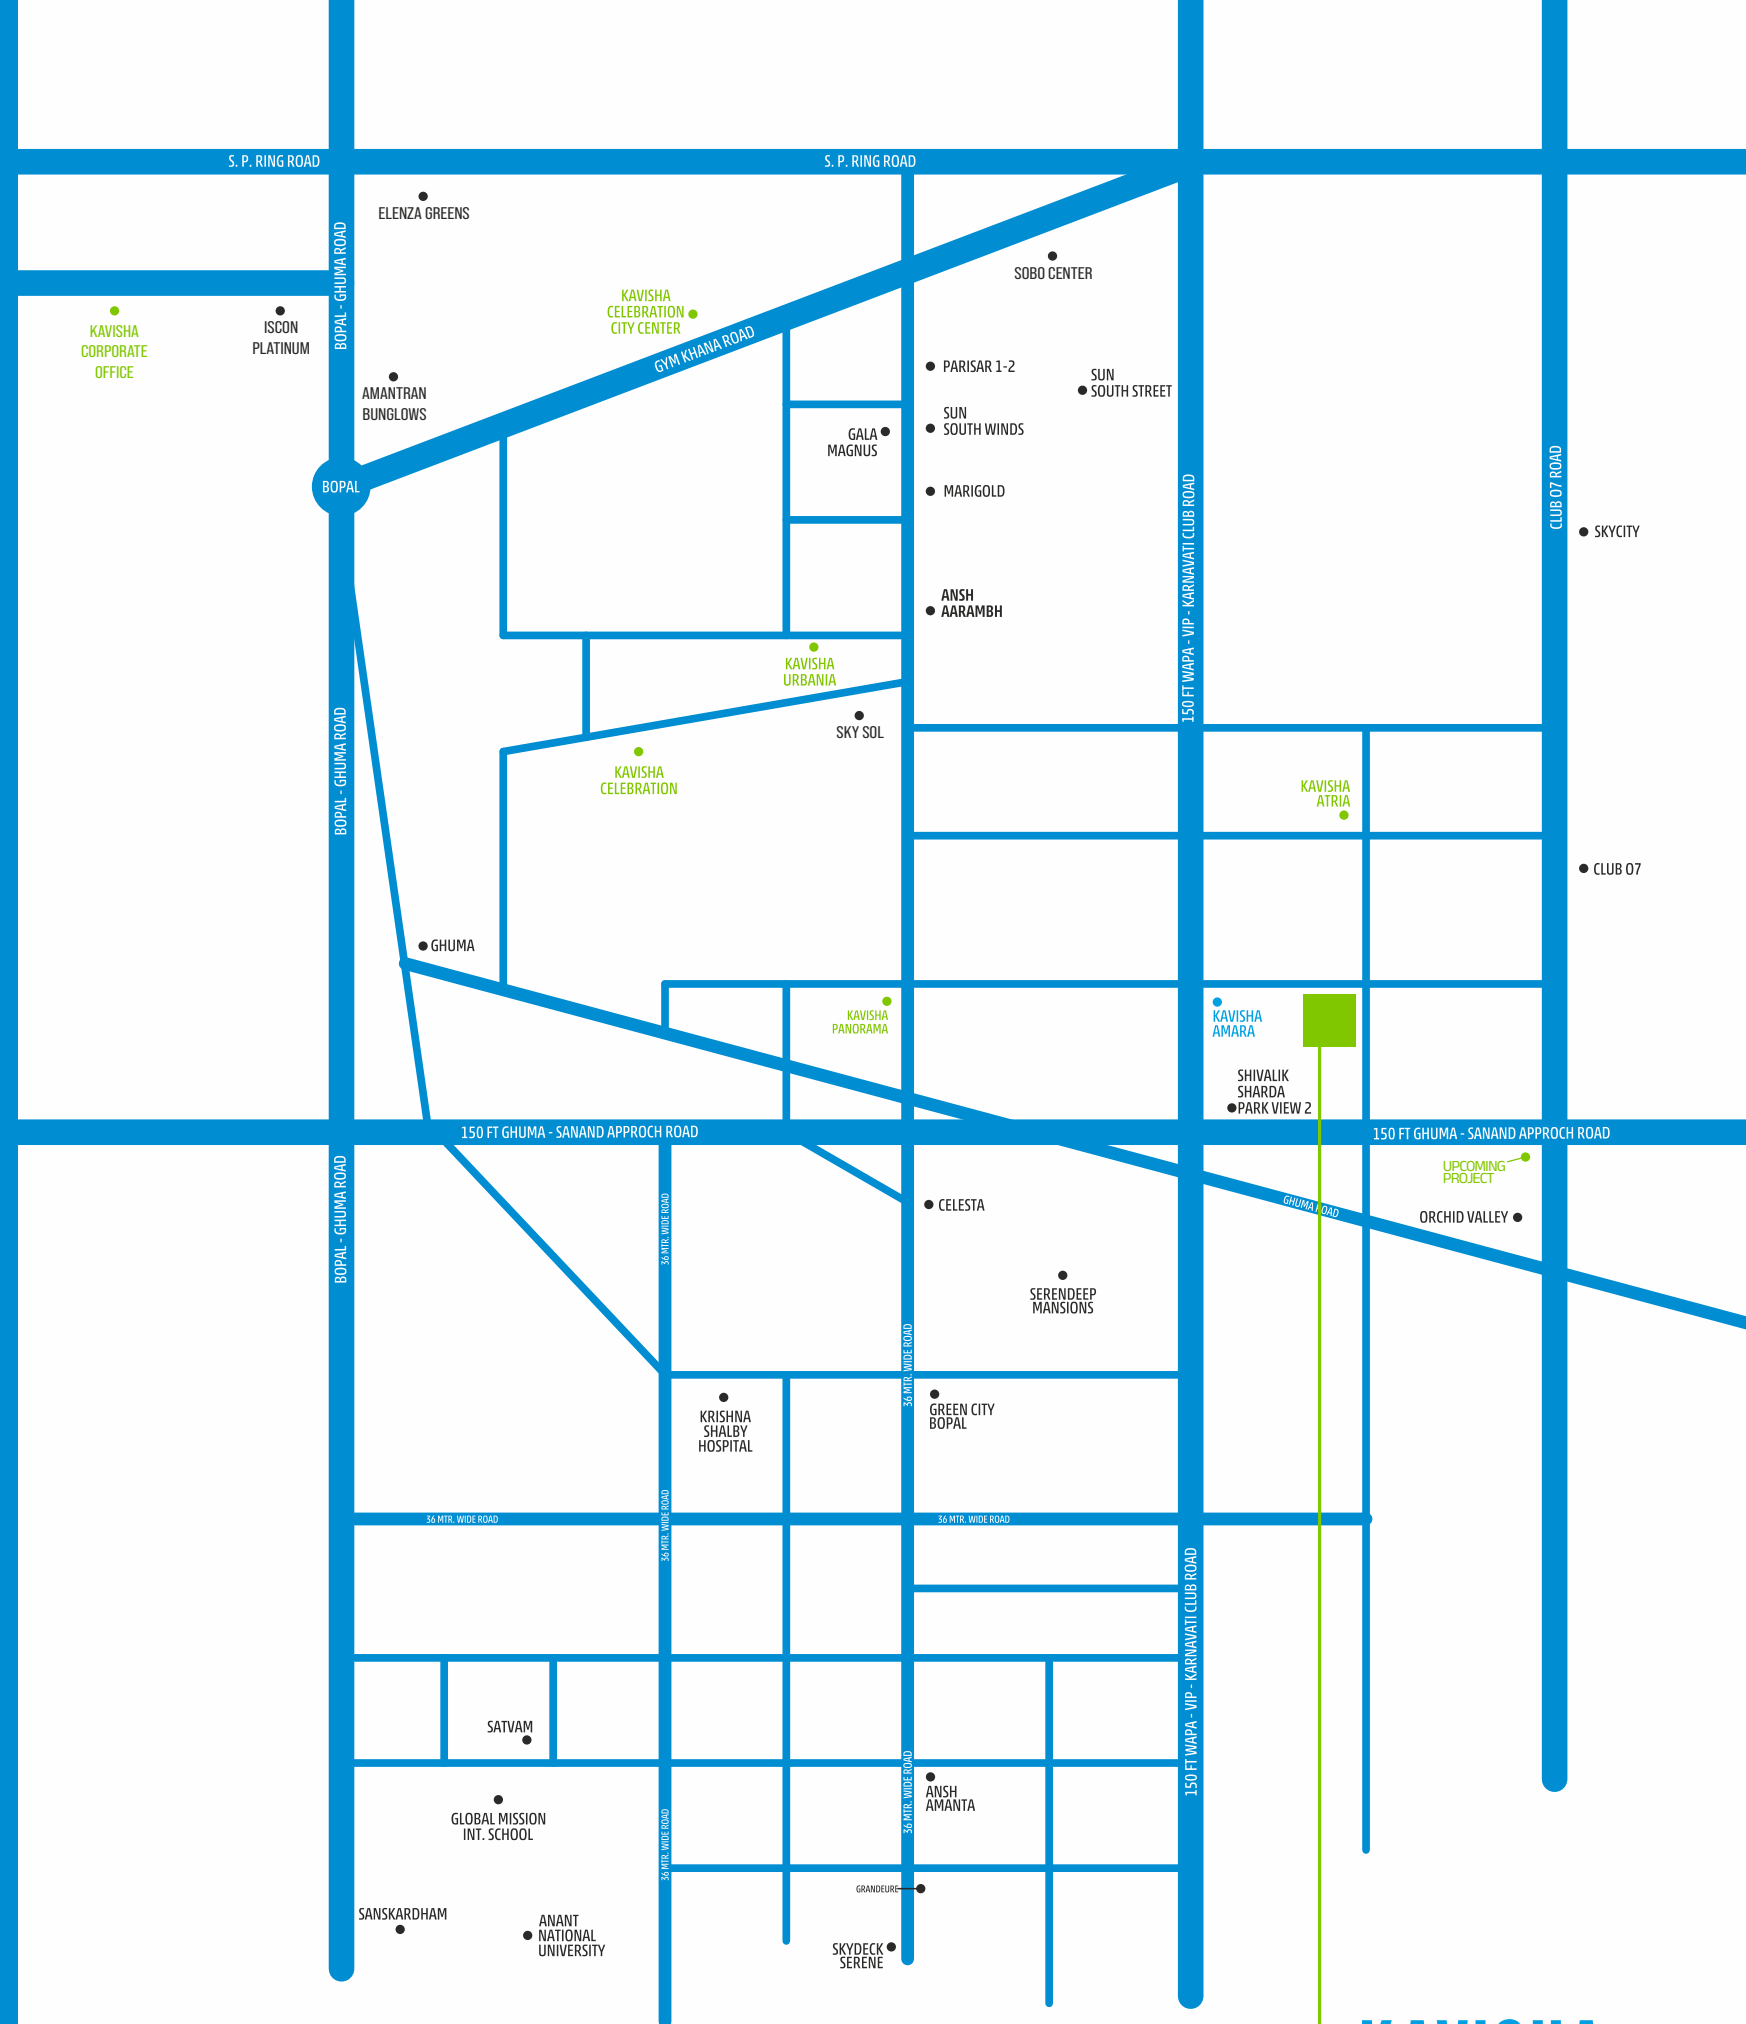 S. P. RING ROAD
S. P. RING ROAD
ELENZA GREENS
BOPAL - GHUMA ROAD
SOBO CENTER
KAVISHA
CELEBRATION
CITY CENTER
KAVISHA
CORPORATE
OFFICE
ISCON
PLATINUM
GYM KHANA ROAD
AMANTRAN
BUNGLOWS
PARISAR 1-2
SUN
SOUTH STREET
SUN
SOUTH WINDS
GALA
MAGNUS
BOPAL
MARIGOLD
150 FT WAPA - VIP - KARNAVATI CLUB ROAD
CLUB O7 ROAD
SKYCITY
ANSH
AARAMBH
KAVISHA
URBANIA
SKY SOL
BOPAL - GHUMA ROAD
KAVISHA
CELEBRATION
KAVISHA
ATRIA
CLUB O7
GHUMA
KAVISHA
PANORAMA
KAVISHA
AMARA
SHIVALIK
SHARDA
PARK VIEW 2
150 FT GHUMA - SANAND APPROCH ROAD
150 FT GHUMA - SANAND APPROCH ROAD
UPCOMING
PROJECT
BOPAL - GHUMA ROAD
36 MTR. WIDE ROAD
CELESTA
GHUMA ROAD
ORCHID VALLEY
SERENDEEP
MANSIONS
36 MTR. WIDE ROAD
KRISHNA
SHALBY
HOSPITAL
GREEN CITY
BOPAL
36 MTR. WIDE ROAD
36 MTR. WIDE ROAD
36 MTR. WIDE ROAD
150 FT WAPA - VIP - KARNAVATI CLUB ROAD
SATVAM
36 MTR. WIDE ROAD
ANSH
AMANTA
GLOBAL MISSION
INT. SCHOOL
36 MTR. WIDE ROAD
GRANDEURE
SANSKARDHAM
ANANT
NATIONAL
UNIVERSITY
SKYDECK
SERENE